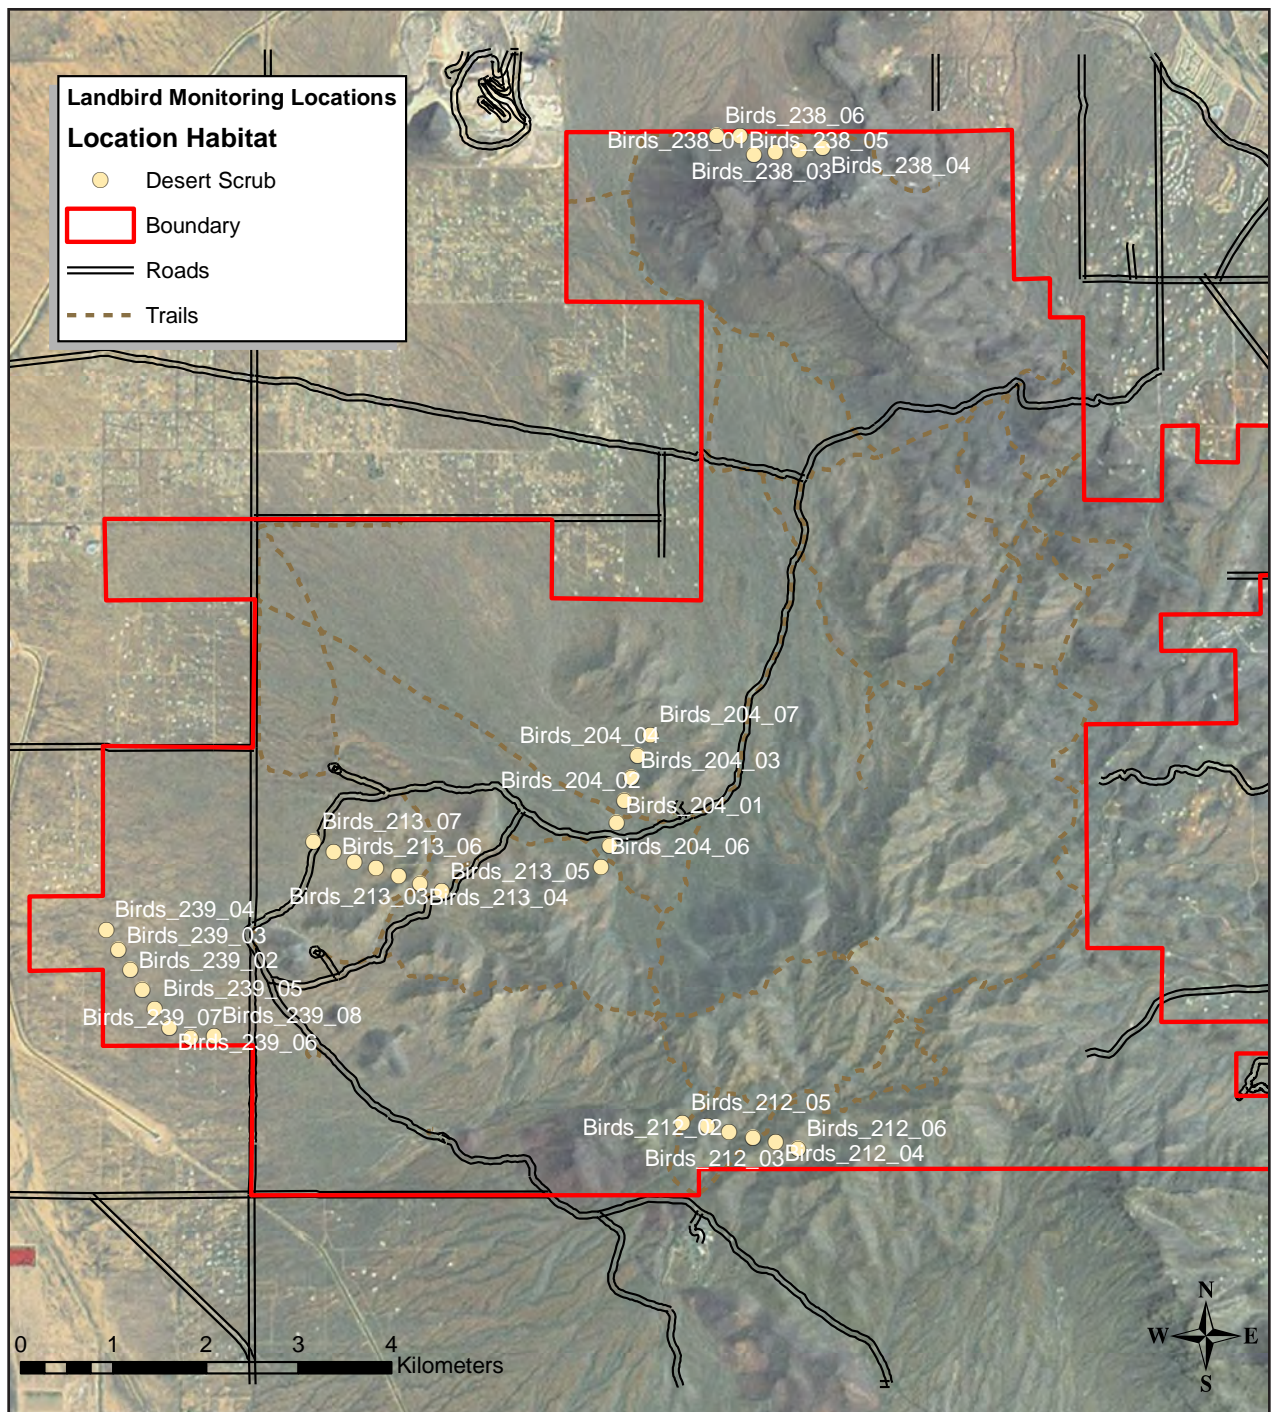 Landbird Monitoring Locations
Location Habitat
Desert Scrub
Boundary
Roads
Trails
Birds_238_06
Birds_238_01
Birds_238_05
Birds_238_03
Birds_238_04
Birds_204_07
Birds_204_04
Birds_204_03
Birds_204_02
Birds_204_01
Birds_204_06
Birds_213_07
Birds_213_06
Birds_213_05
Birds_213_03
Birds_213_04
Birds_239_04
Birds_239_03
Birds_239_02
Birds_239_05
Birds_239_07
Birds_239_08
Birds_239_06
Birds_212_05
Birds_212_02
Birds_212_06
Birds_212_03
Birds_212_04
N
W E
S
0 1 2 3 4
Kilometers